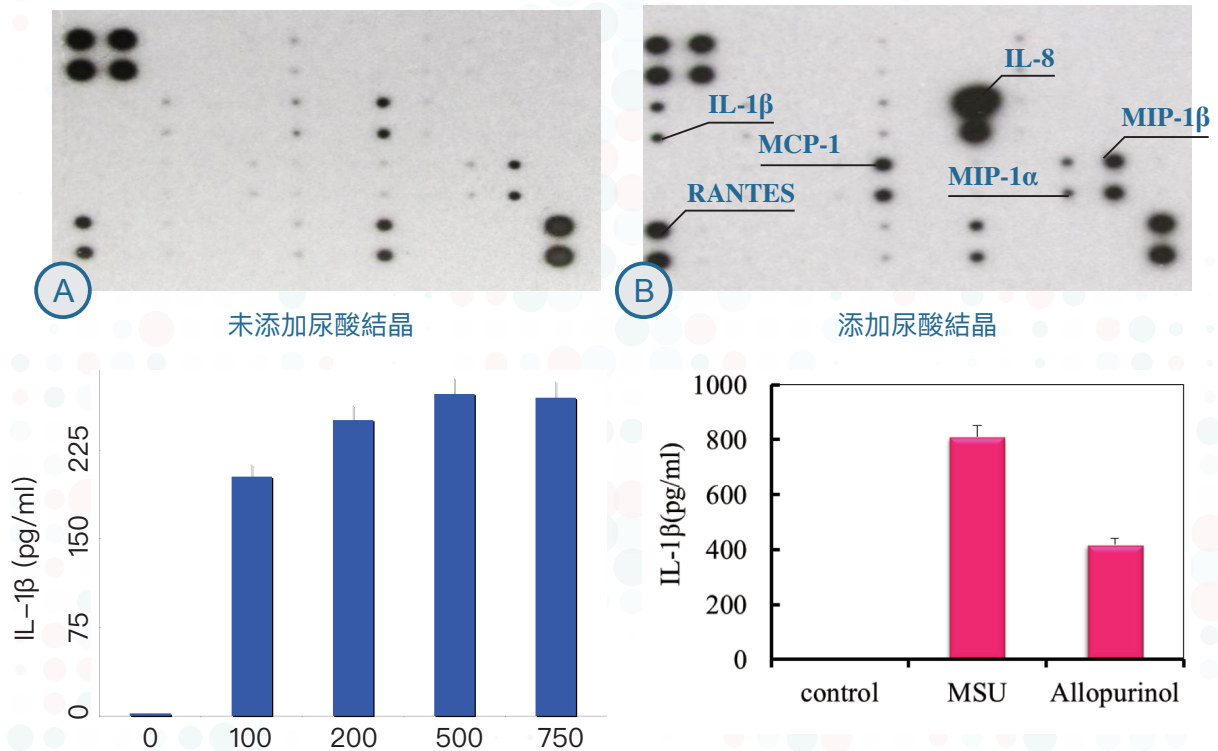 IL-8
IL-1β
MIP-1β
MCP-1
MIP-1α
RANTES
A
B
未添加尿酸結晶
添加尿酸結晶
IL-1β (pg/ml)
225
150
75
0
0 100 200 500 750
IL-1β(pg/ml)
1000
800
600
400
200
0
control MSU Allopurinol